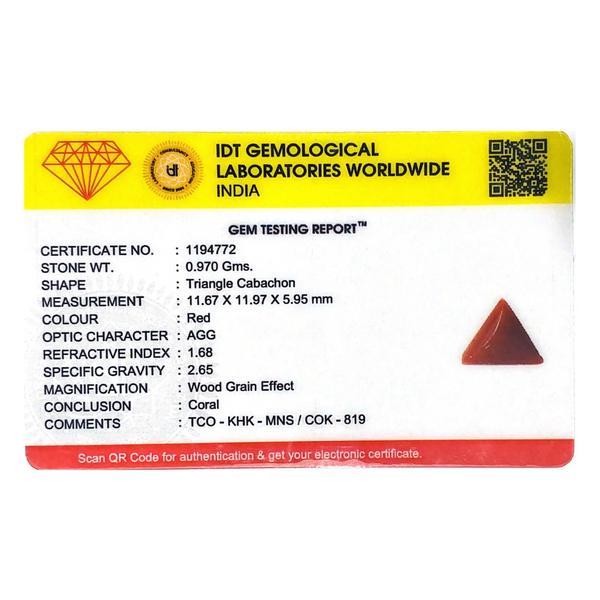 IDT GEMOLOGICAL
LABORATORIES WORLDWIDE
INDIA
idt
GEM TESTING REPORT™
CERTIFICATE NO. : 1194772
STONE WT. : 0.970 Gms.
SHAPE : Triangle Cabachon
MEASUREMENT : 11.67 X 11.97 X 5.95 mm
COLOUR : Red
OPTIC CHARACTER : AGG
REFRACTIVE INDEX : 1.68
SPECIFIC GRAVITY : 2.65
MAGNIFICATION : Wood Grain Effect
CONCLUSION : Coral
COMMENTS : TCO - KHK - MNS / COK - 819
Scan QR Code for authentication & get your electronic certificate.